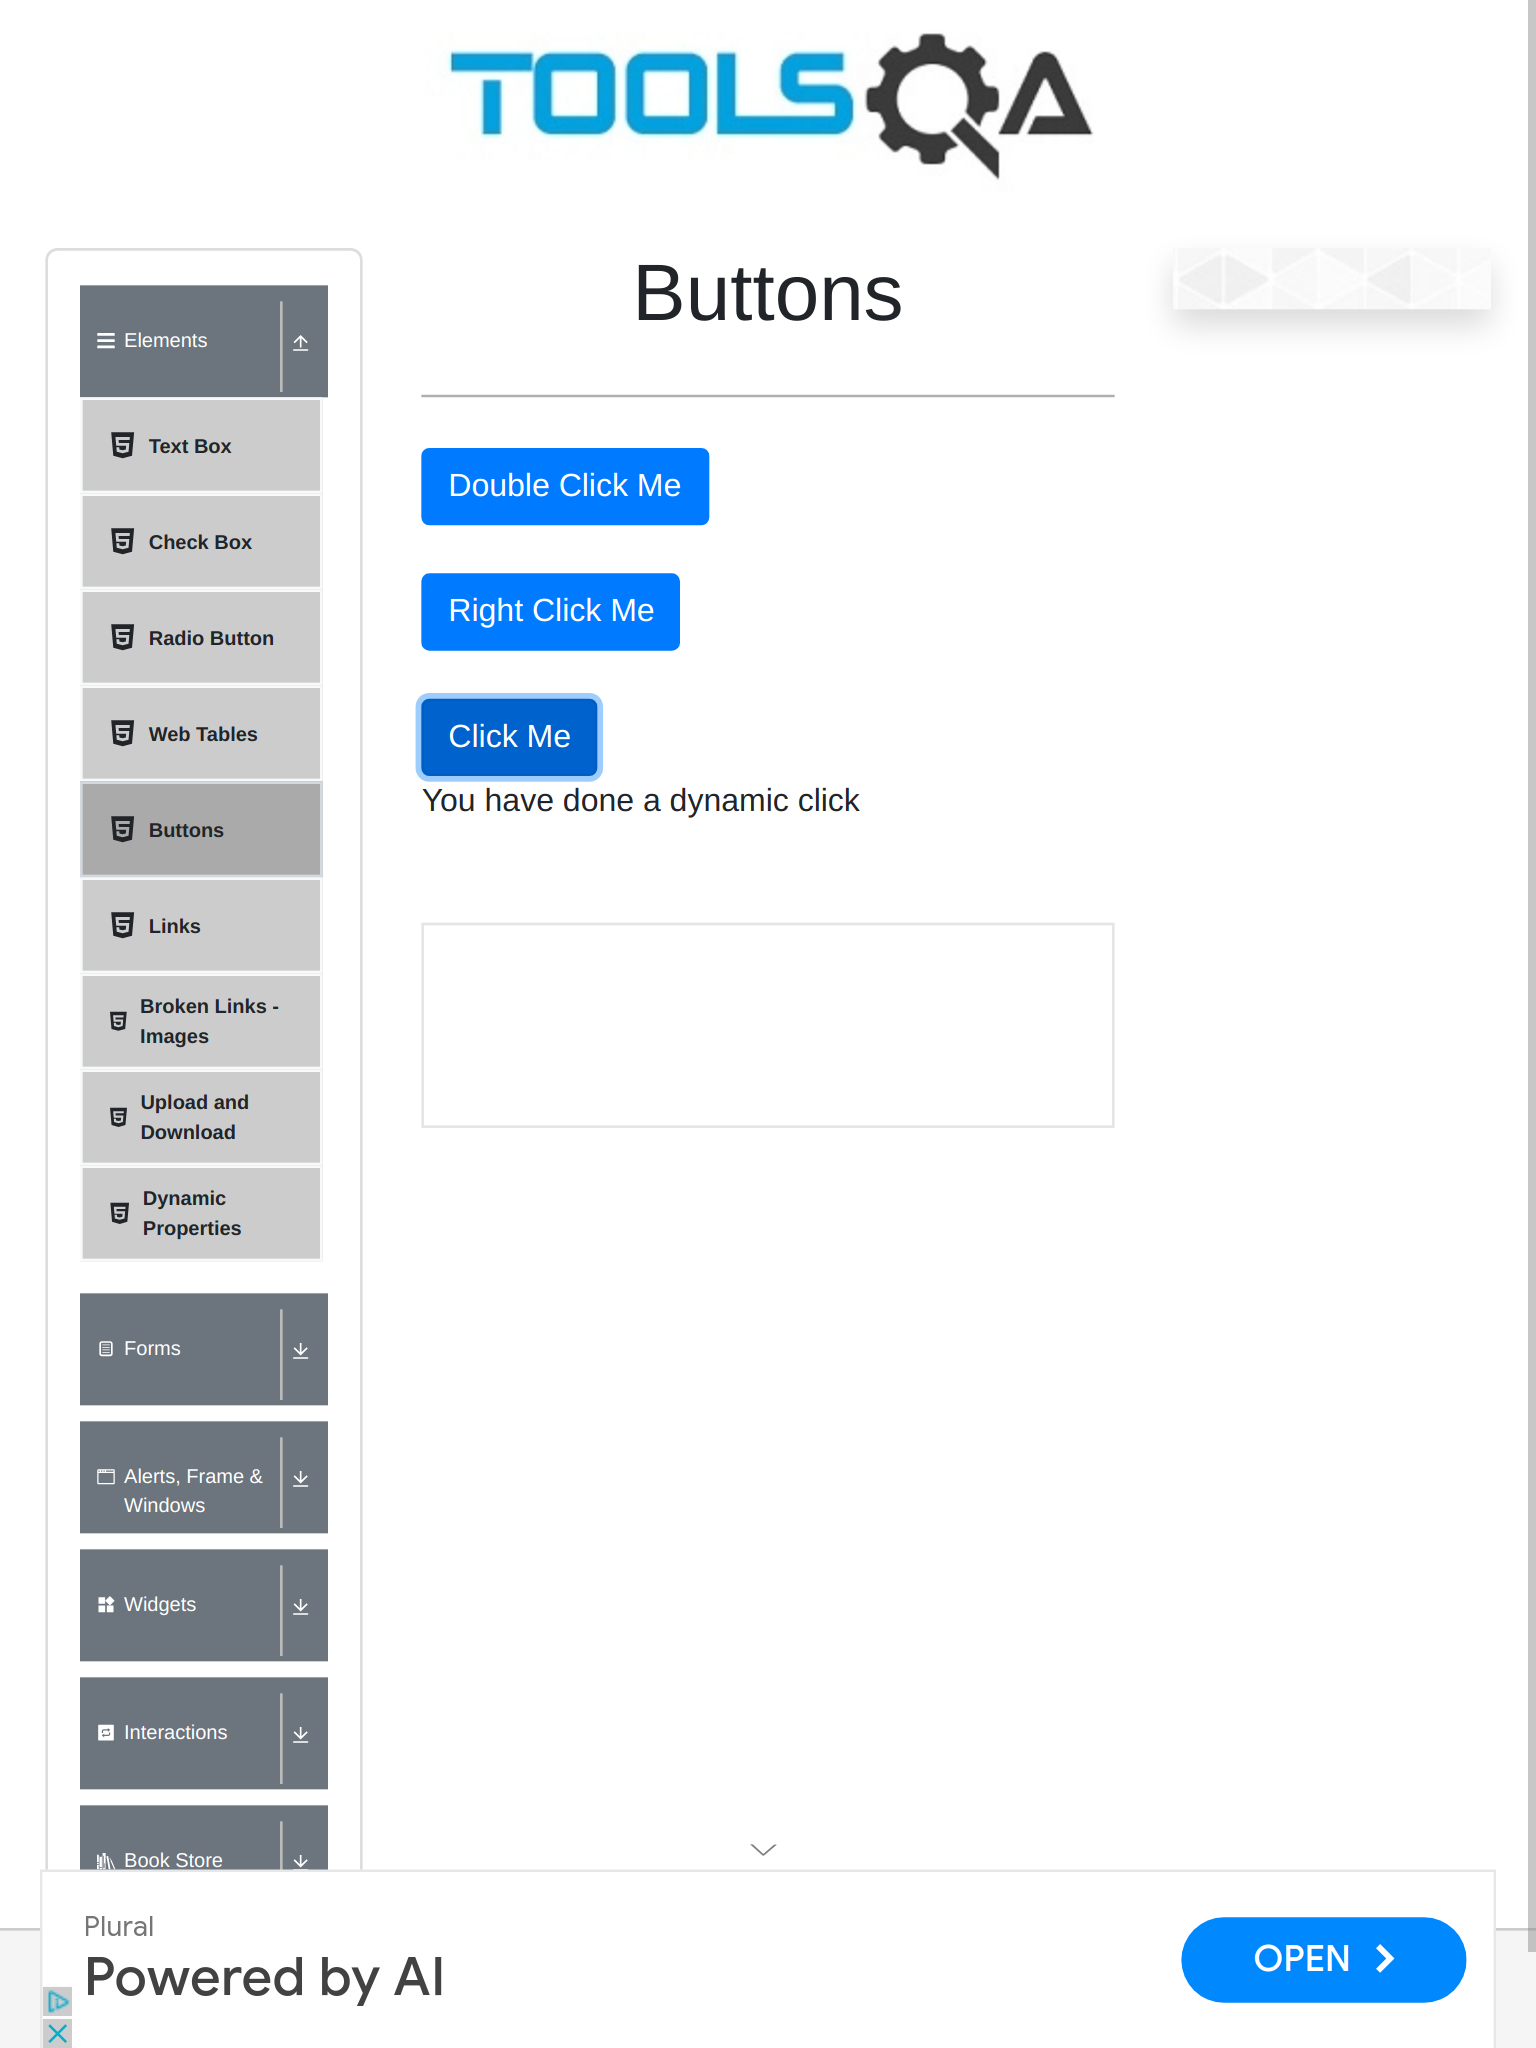 TOOLSQA
Buttons
Elements
Text Box
Check Box
Radio Button
Web Tables
Buttons
Links
Broken Links -
Images
Upload and
Download
Dynamic
Properties
Forms
Alerts, Frame &
Windows
Widgets
Interactions
Book Store
Double Click Me
Right Click Me
Click Me
You have done a dynamic click
Plural
Powered by AI
OPEN